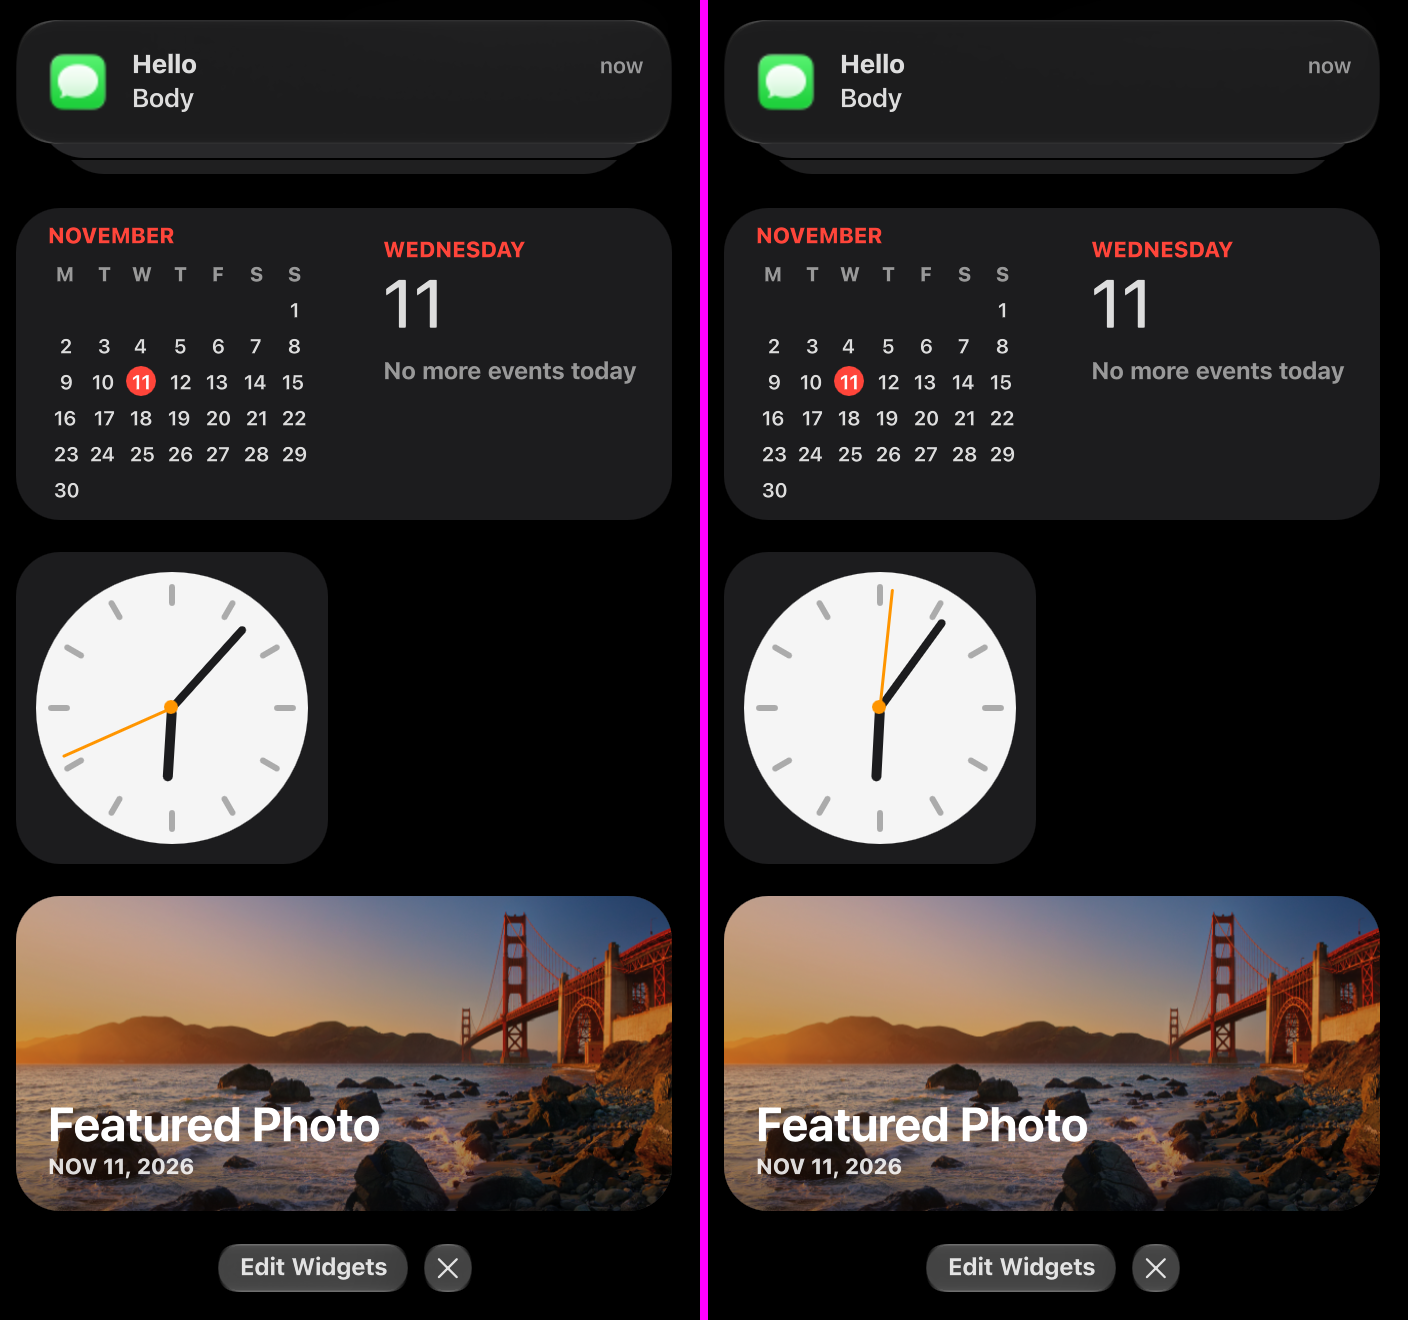 Hello
now
Body
NOVEMBER
M T W T F S S
1
2 3 4 5 6 7 8
9 10 11 12 13 14 15
16 17 18 19 20 21 22
23 24 25 26 27 28 29
30
WEDNESDAY
11
No more events today
Featured Photo
NOV 11, 2026
Edit Widgets
Hello
now
Body
NOVEMBER
M T W T F S S
1
2 3 4 5 6 7 8
9 10 11 12 13 14 15
16 17 18 19 20 21 22
23 24 25 26 27 28 29
30
WEDNESDAY
11
No more events today
Featured Photo
NOV 11, 2026
Edit Widgets